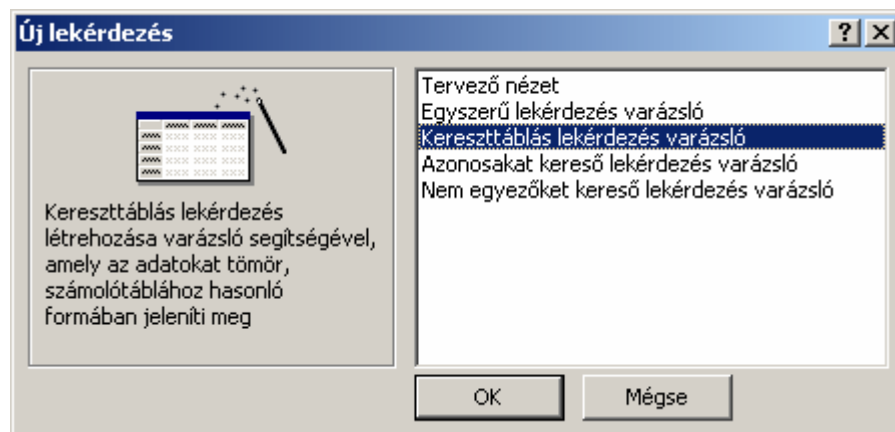 Új lekérdezés
Kereszttáblás lekérdezés
létrehozása varázsló segítségével,
amely az adatokat tömör,
számolótáblához hasonló
formában jeleníti meg
Tervező nézet
Egyszerű lekérdezés varázsló
Kereszttáblás lekérdezés varázsló
Azonosakat kereső lekérdezés varázsló
Nem egyezőket kereső lekérdezés varázsló
OK
Mégse